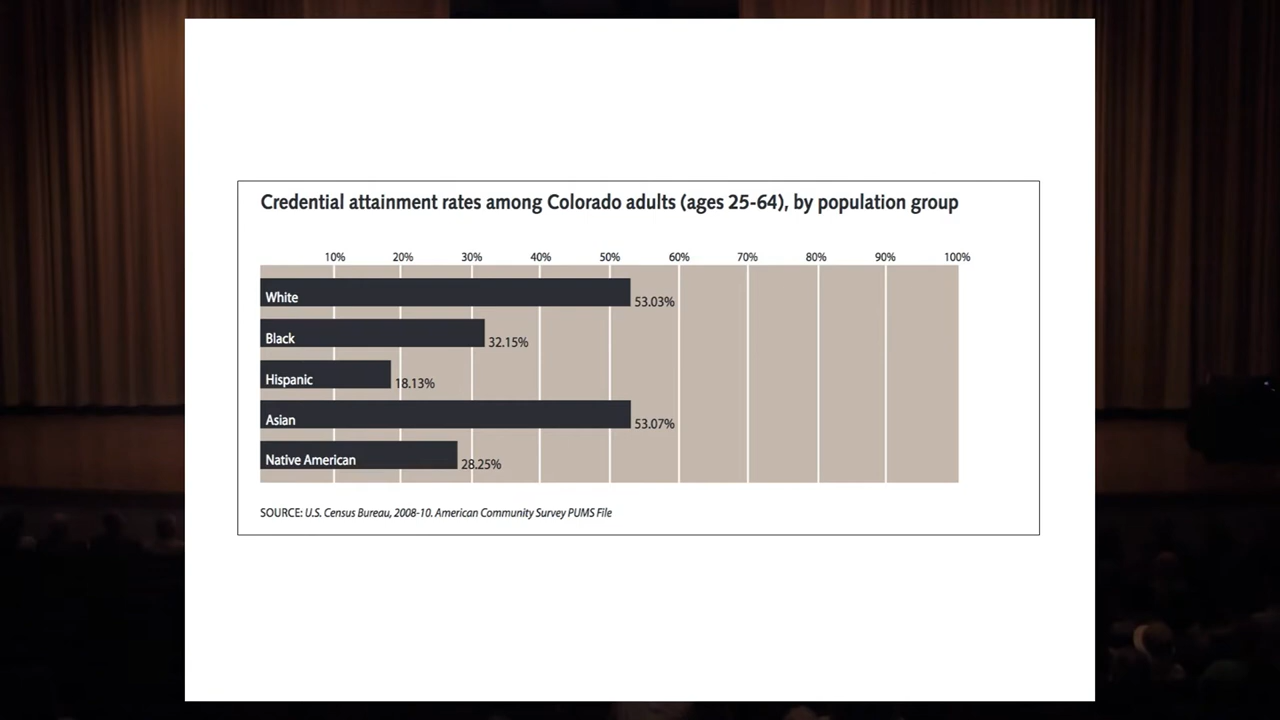 Credential attainment rates among Colorado adults (ages 25-64), by population group
10% 20% 30% 40% 50% 60% 70% 80% 90% 100%
White 53.03%
Black 32.15%
Hispanic 18.13%
Asian 53.07%
Native American 28.25%
SOURCE: U.S. Census Bureau, 2008-10. American Community Survey PUMS File